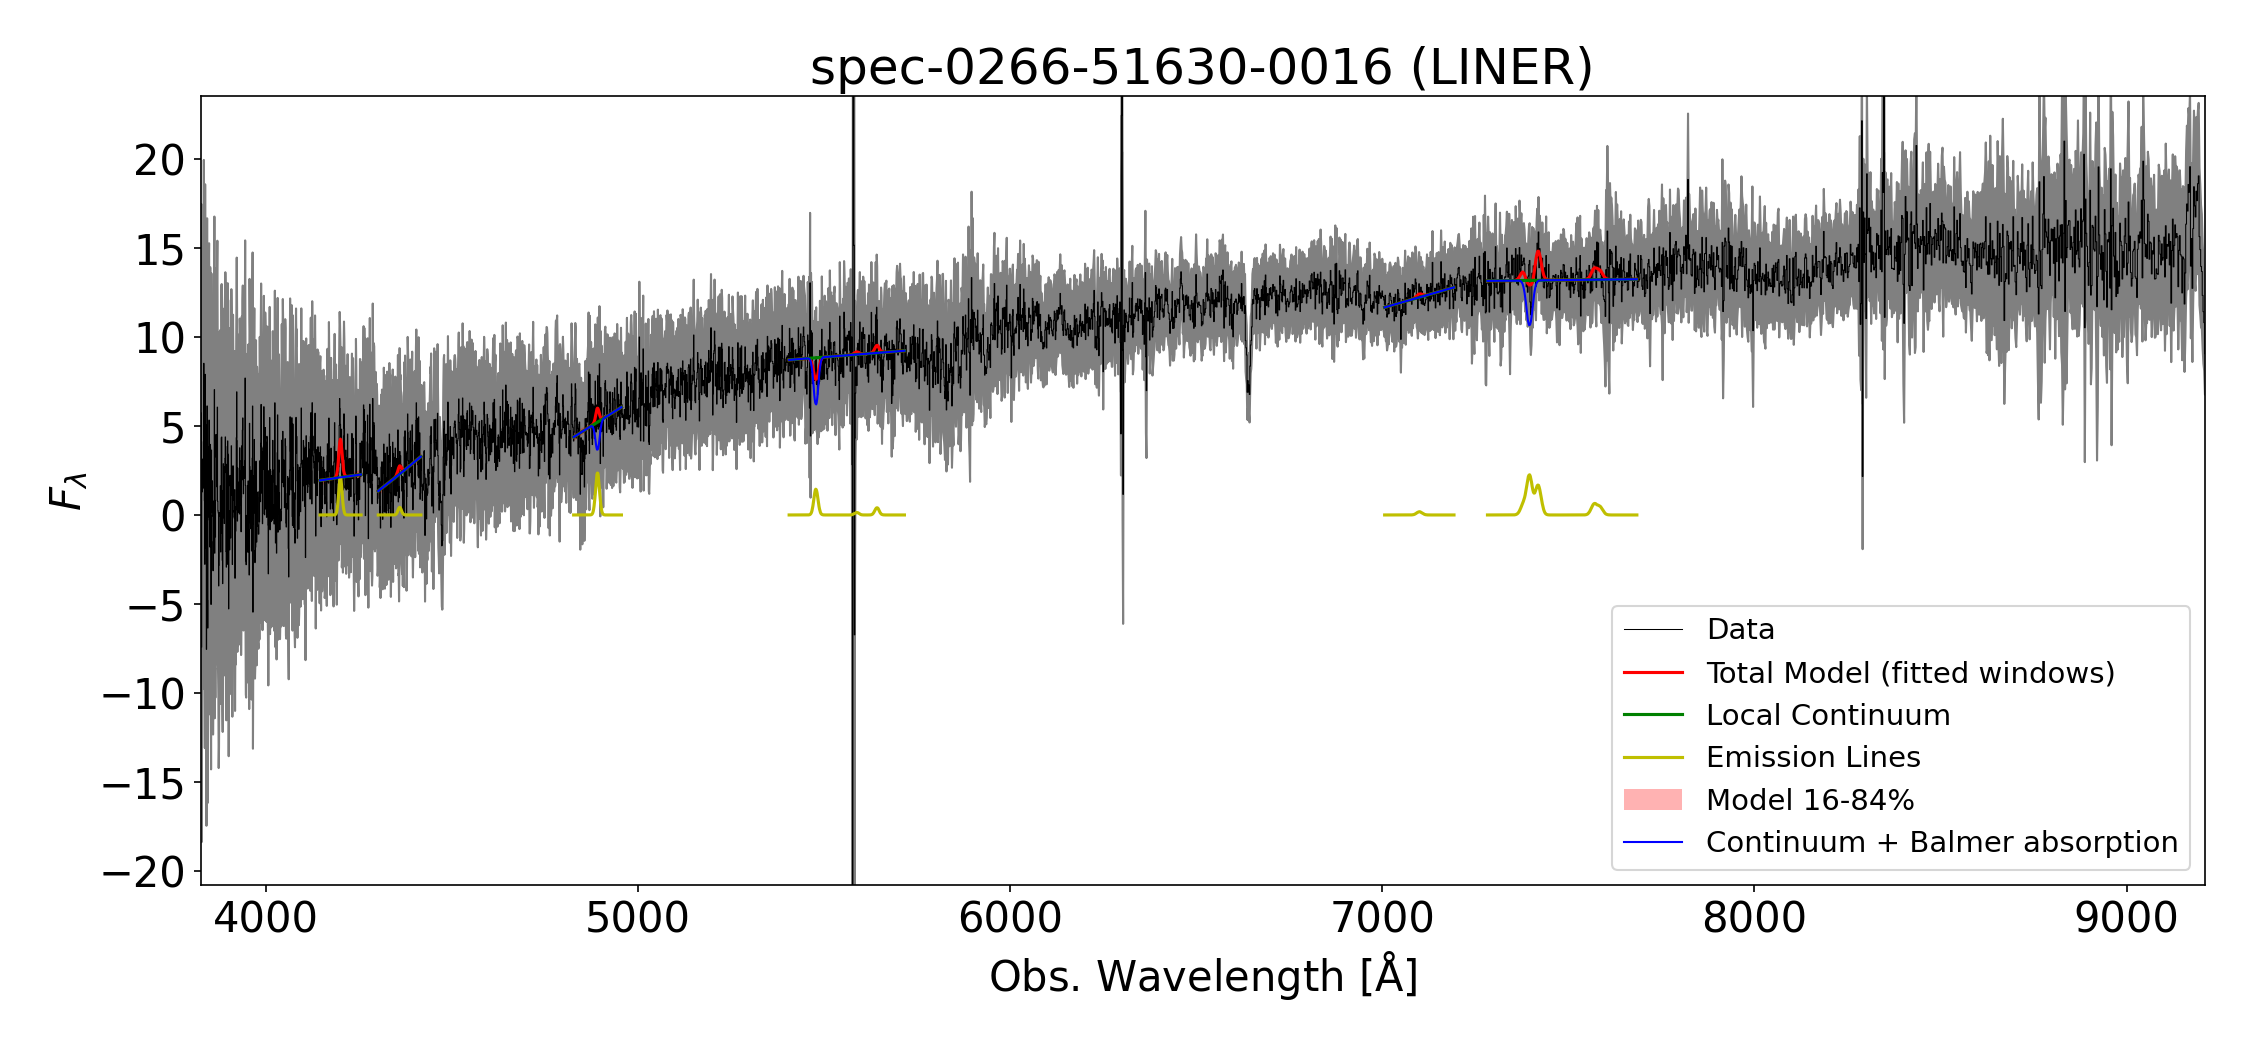 spec-0266-51630-0016 (LINER)
20
15
10
5
0
−5
−10
−15
−20
Fλ
4000 5000 6000 7000 8000 9000
Obs. Wavelength [Å]
Data
Total Model (fitted windows)
Local Continuum
Emission Lines
Model 16-84%
Continuum + Balmer absorption